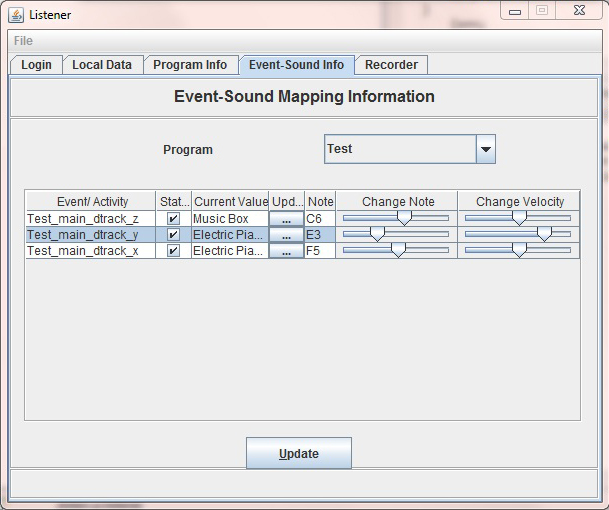 Listener
File
Login Local Data Program Info Event-Sound Info Recorder
Event-Sound Mapping Information
Program Test
Event/ Activity Stat... Current Value Upd... Note Change Note Change Velocity
Test_main_dtrack_z Music Box ... C6
Test_main_dtrack_y Electric Pia... ... E3
Test_main_dtrack_x Electric Pia... ... F5
Update